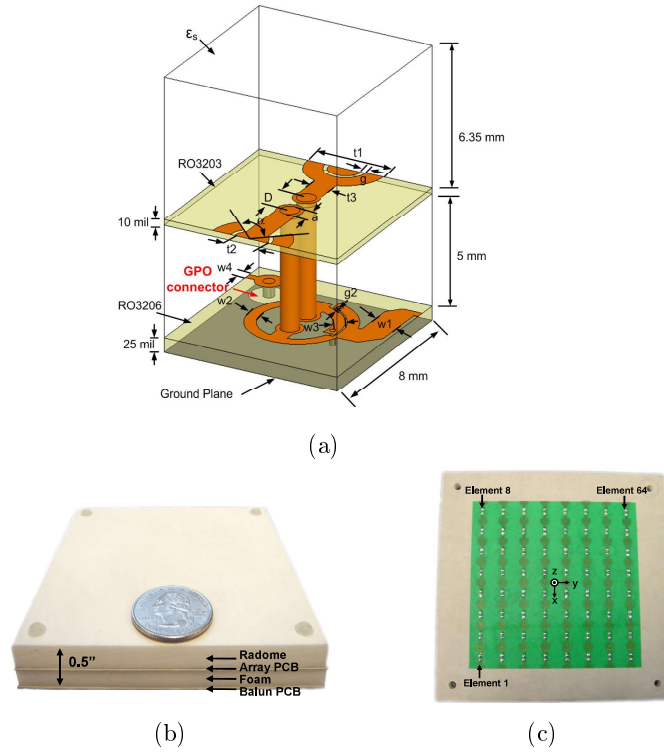 εs
6.35 mm
RO3203
t1
g
D
t3
a
α
10 mil
t2
5 mm
w4
GPO
connector
g2
RO3206
w2
w3
w1
25 mil
8 mm
Ground Plane
(a)
0.5"
Radome
Array PCB
Foam
Balun PCB
(b)
Element 8
Element 64
z
y
x
Element 1
(c)